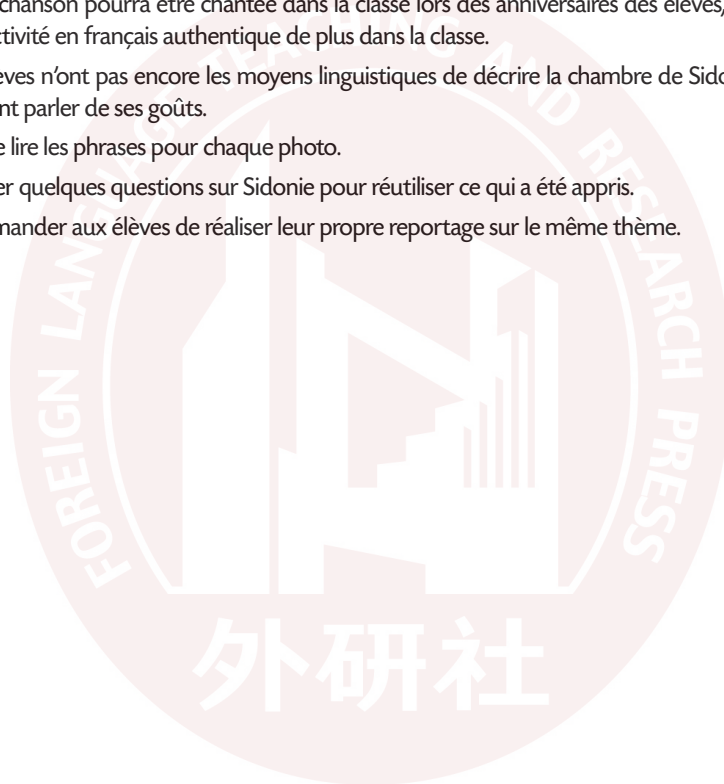 chanson pourra être chantée dans la classe lors des anniversaires des élèves,
ctivité en français authentique de plus dans la classe.
èves n'ont pas encore les moyens linguistiques de décrire la chambre de Sido
nt parler de ses goûts.
e lire les phrases pour chaque photo.
er quelques questions sur Sidonie pour réutiliser ce qui a été appris.
mander aux élèves de réaliser leur propre reportage sur le même thème.
FOREIGN LANGUAGE TEACHING AND RESEARCH PRESS
外研社